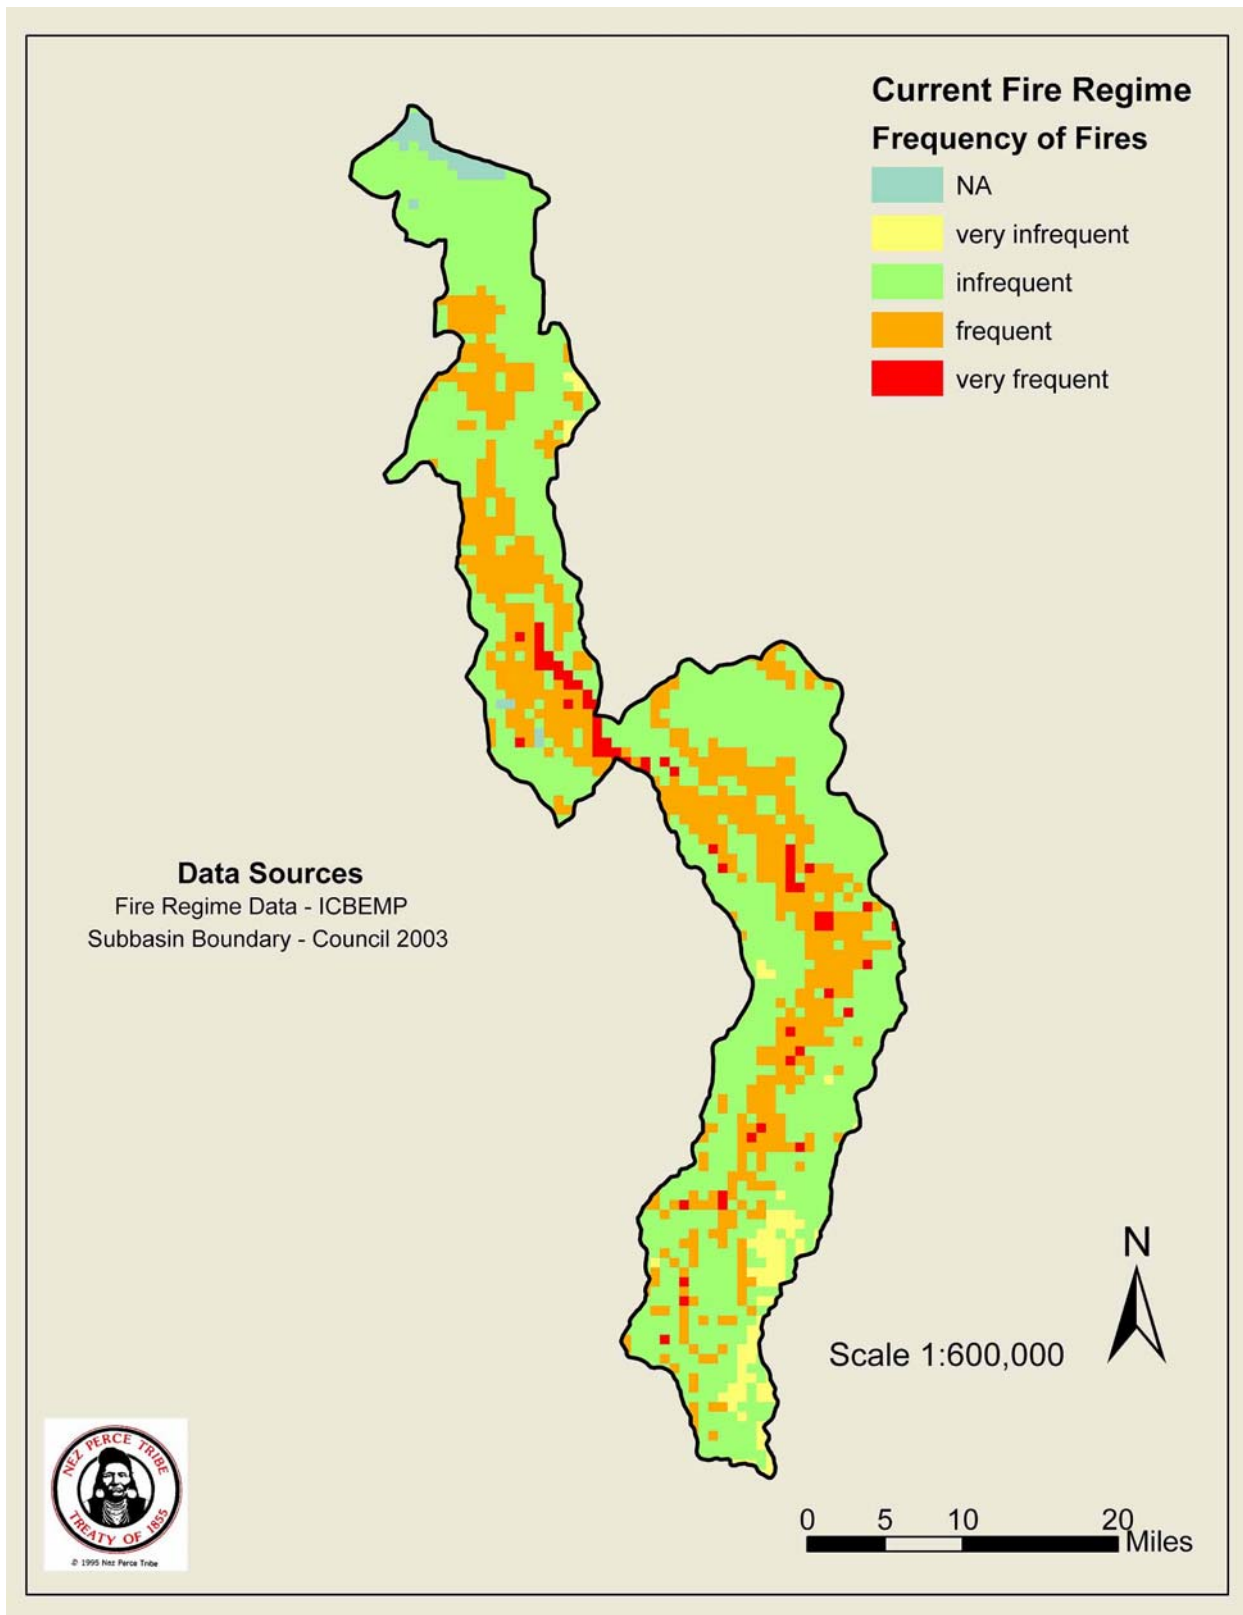 Current Fire Regime
Frequency of Fires
NA
very infrequent
infrequent
frequent
very frequent
Data Sources
Fire Regime Data - ICBEMP
Subbasin Boundary - Council 2003
N
Scale 1:600,000
NEZ PERCE TRIBE
TREATY OF 1855
© 1995 Nez Perce Tribe
0 5 10 20
Miles